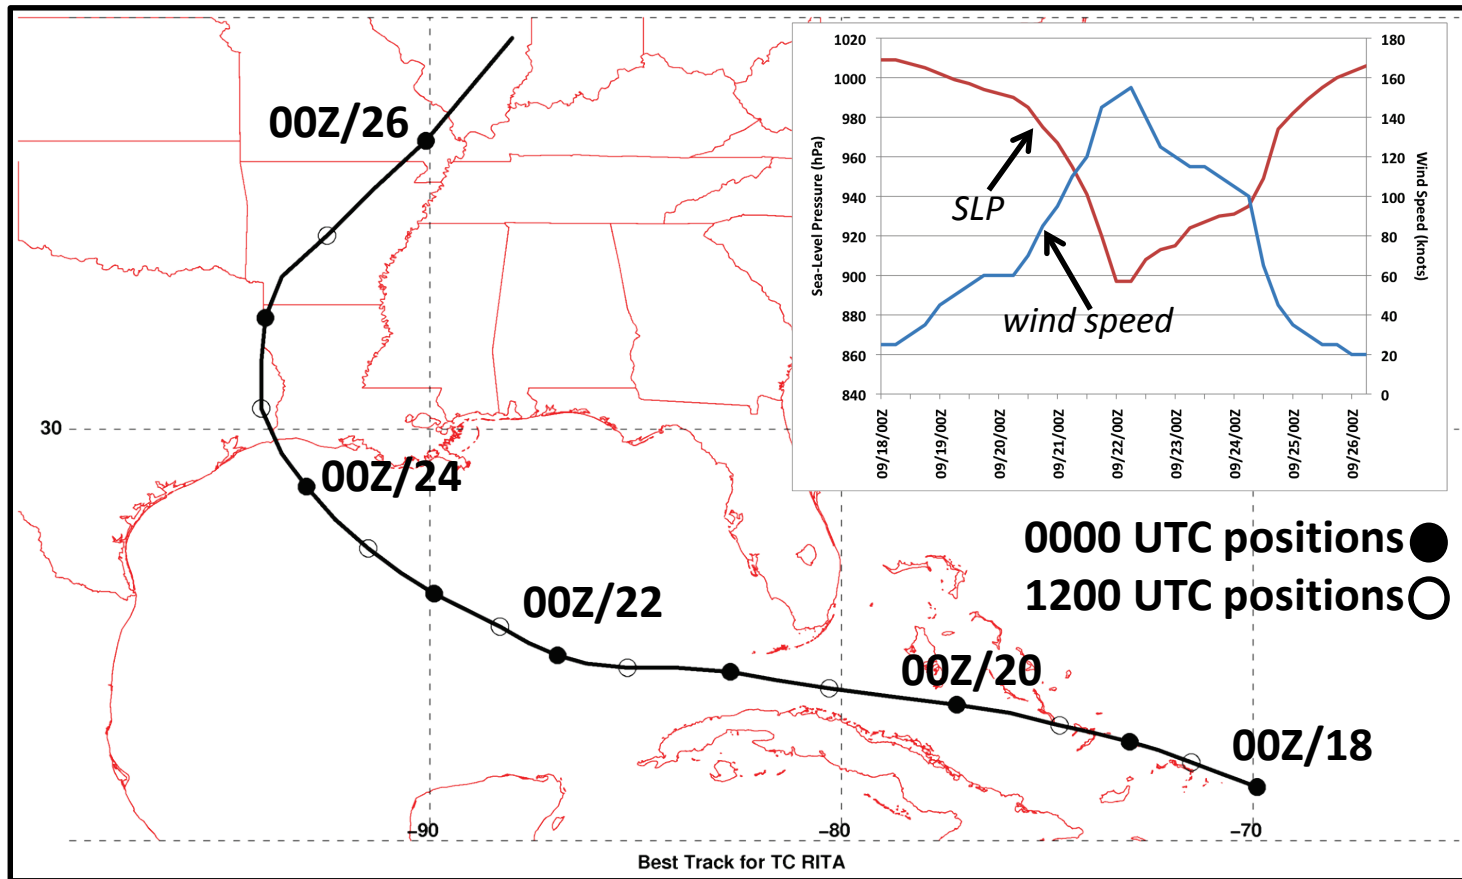 00Z/26
00Z/24
00Z/22
00Z/20
00Z/18
30
−90
−80
−70
0000 UTC positions
1200 UTC positions
Best Track for TC RITA
Sea-Level Pressure (hPa)
1020
1000
980
960
940
920
900
880
860
840
SLP
wind speed
180
160
140
120
100
80
60
40
20
0
Wind Speed (knots)
09/18/00Z
09/19/00Z
09/20/00Z
09/21/00Z
09/22/00Z
09/23/00Z
09/24/00Z
09/25/00Z
09/26/00Z